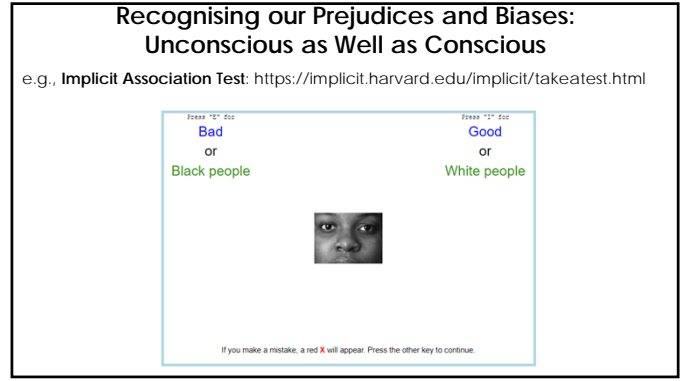 Recognising our Prejudices and Biases:
Unconscious as Well as Conscious
e.g., Implicit Association Test: https://implicit.harvard.edu/implicit/takeatest.html
Press "E" for
Press "I" for
Bad
Good
or
or
Black people
White people
If you make a mistake, a red X will appear. Press the other key to continue.